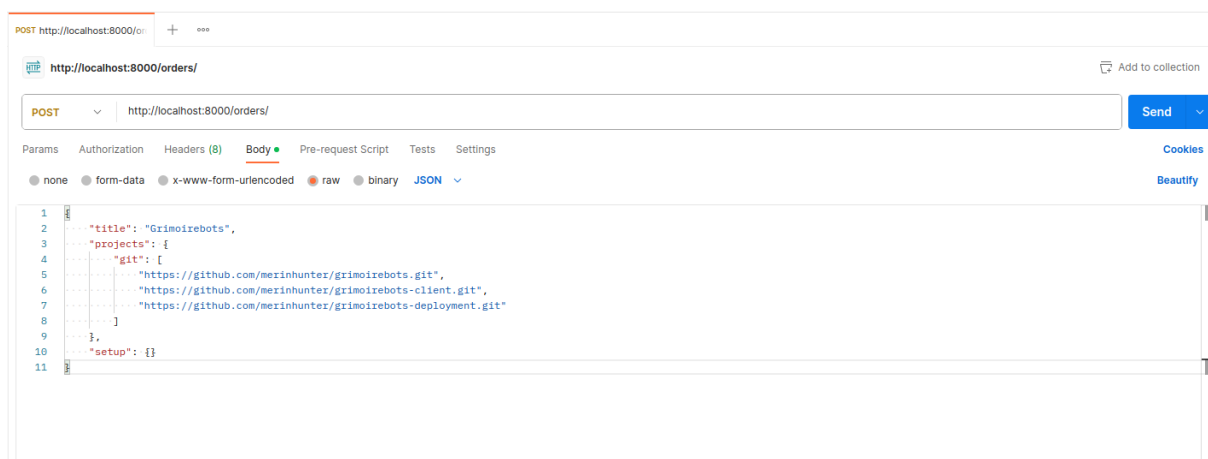 POST http://localhost:8000/or
http://localhost:8000/orders/
Add to collection
POST http://localhost:8000/orders/ Send
Params Authorization Headers (8) Body Pre-request Script Tests Settings Cookies
none form-data x-www-form-urlencoded raw binary JSON Beautify
1 {
2 "title": "Grimoirebots",
3 "projects": {
4 "git": [
5 "https://github.com/merinhunter/grimoirebots.git",
6 "https://github.com/merinhunter/grimoirebots-client.git",
7 "https://github.com/merinhunter/grimoirebots-deployment.git"
8 ]
9 },
10 "setup": {}
11 }